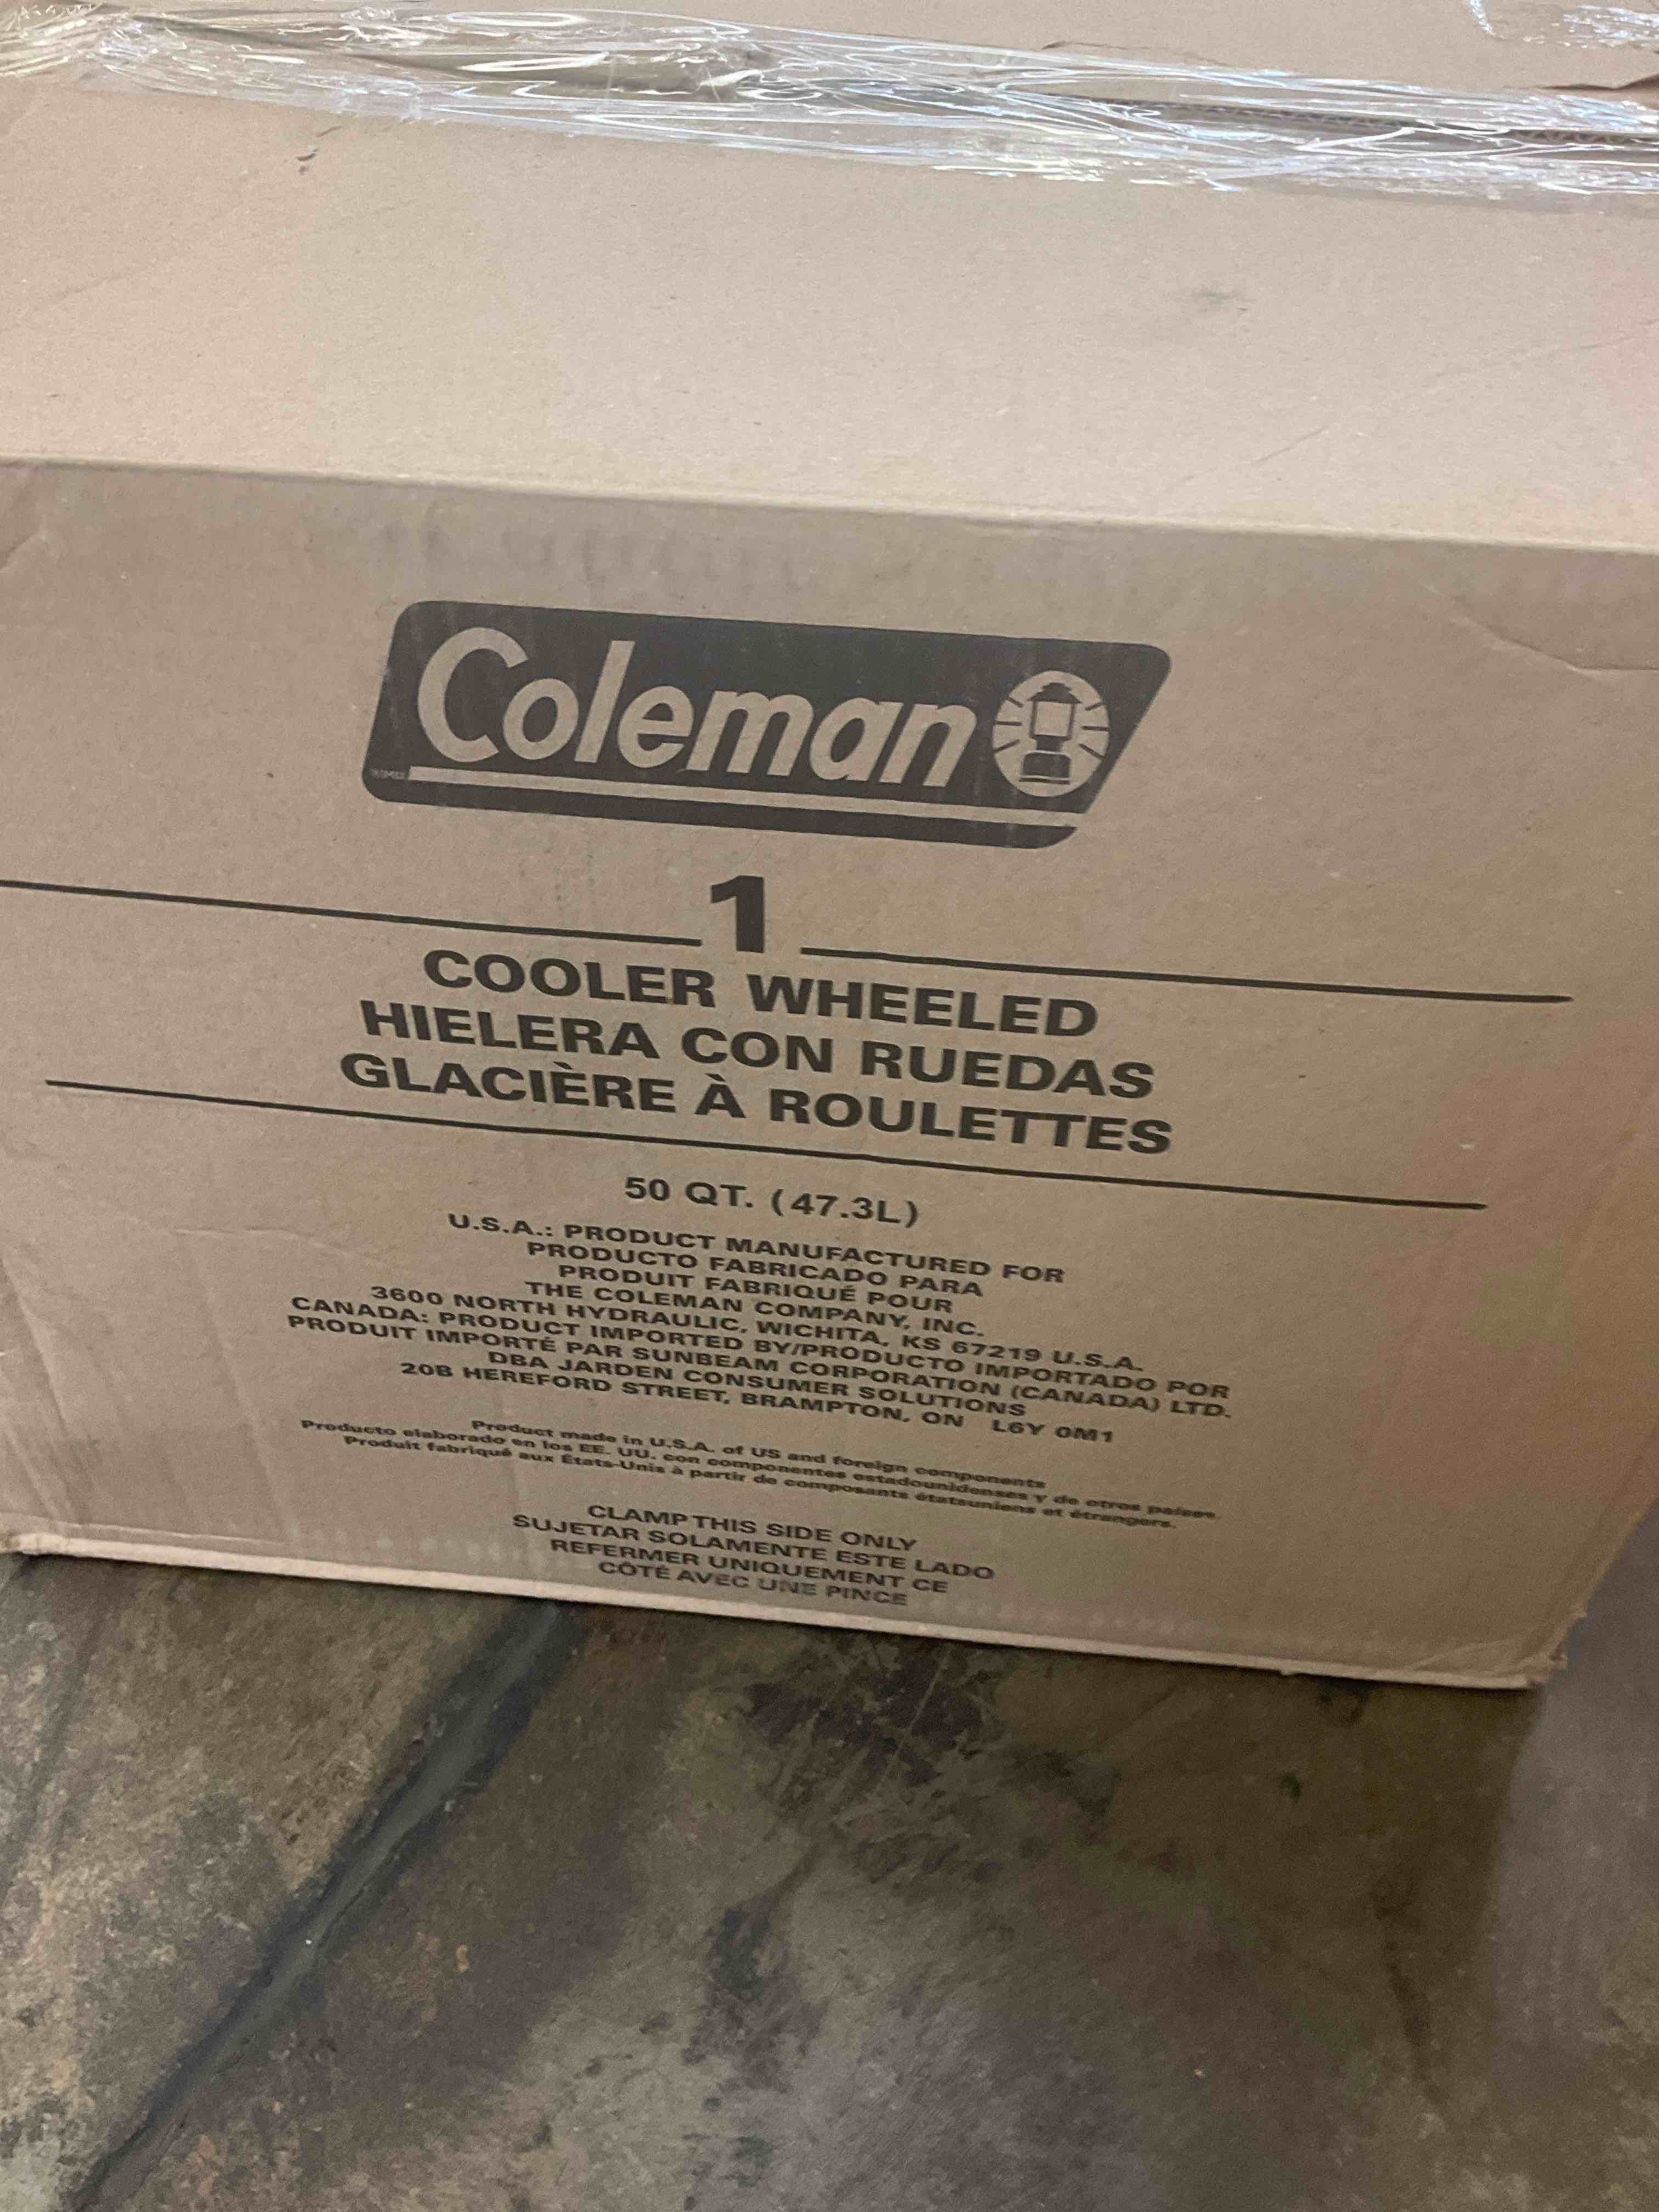 Coleman
1
COOLER WHEELED
HIELERA CON RUEDAS
GLACIÈRE À ROULETTES
50 QT. (47.3L)
U.S.A.: PRODUCT MANUFACTURED FOR
PRODUCTO FABRICADO PARA
PRODUIT FABRIQUÉ POUR
THE COLEMAN COMPANY, INC.
3600 NORTH HYDRAULIC, WICHITA, KS 67219 U.S.A.
CANADA: PRODUCT IMPORTED BY/PRODUCTO IMPORTADO POR
PRODUIT IMPORTÉ PAR SUNBEAM CORPORATION (CANADA) LTD.
DBA JARDEN CONSUMER SOLUTIONS
20B HEREFORD STREET, BRAMPTON, ON L6Y 0M1
Product made in U.S.A. of US and foreign components
Producto elaborado en los EE. UU. con componentes estadounidenses y de otros países.
Produit fabriqué aux États-Unis à partir de composants étatsuniens et étrangers.
CLAMP THIS SIDE ONLY
SUJETAR SOLAMENTE ESTE LADO
REFERMER UNIQUEMENT CE
CÔTÉ AVEC UNE PINCE